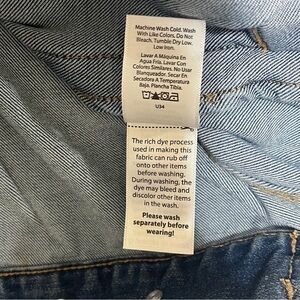 Machine Wash Cold. Wash
With Like Colors, Do Not
Bleach. Tumble Dry Low.
Low Iron.
Lavar A Máquina En
Agua Fría. Lavar Con
Colores Similares. No Usar
Blanqueador. Secar En
Secadora A Temperatura
Baja. Plancha Tibia.
U34
The rich dye process
used in making this
fabric can rub off
onto other items
before washing.
During washing, the
dye may bleed and
discolor other items
in the wash.
Please wash
separately before
wearing!